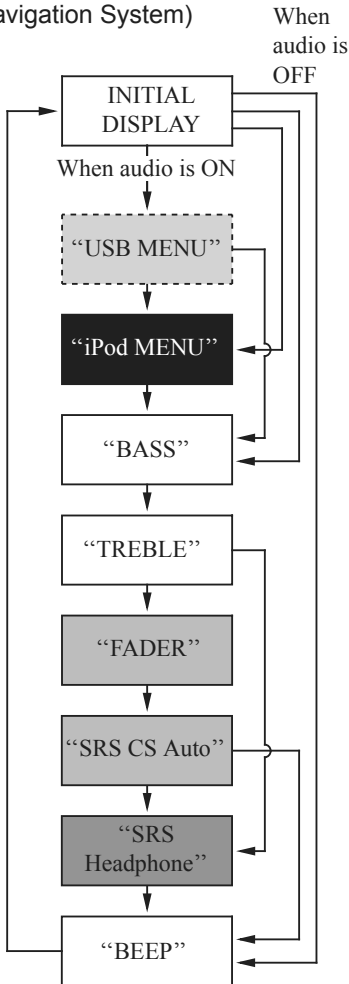 avigation System)
When
audio is
OFF
INITIAL
DISPLAY
When audio is ON
“USB MENU”
“iPod MENU”
“BASS”
“TREBLE”
“FADER”
“SRS CS Auto”
“SRS
Headphone”
“BEEP”